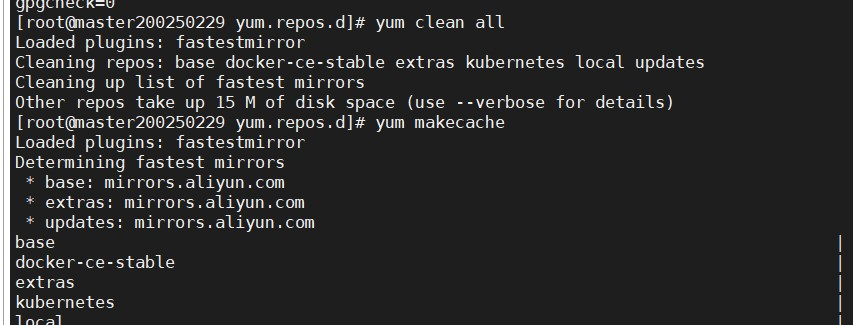 gpgcheck=0
[root@master200250229 yum.repos.d]# yum clean all
Loaded plugins: fastestmirror
Cleaning repos: base docker-ce-stable extras kubernetes local updates
Cleaning up list of fastest mirrors
Other repos take up 15 M of disk space (use --verbose for details)
[root@master200250229 yum.repos.d]# yum makecache
Loaded plugins: fastestmirror
Determining fastest mirrors
 * base: mirrors.aliyun.com
 * extras: mirrors.aliyun.com
 * updates: mirrors.aliyun.com
base |
docker-ce-stable |
extras |
kubernetes |
local |